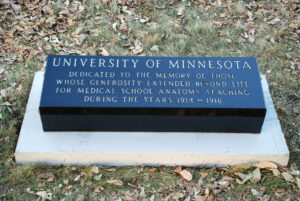 UNIVERSITY OF MINNESOTA
DEDICATED TO THE MEMORY OF THOSE
WHOSE GENEROSITY EXTENDED BEYOND LIFE
FOR MEDICAL SCHOOL ANATOMY TEACHING
DURING THE YEARS 1914 - 1916